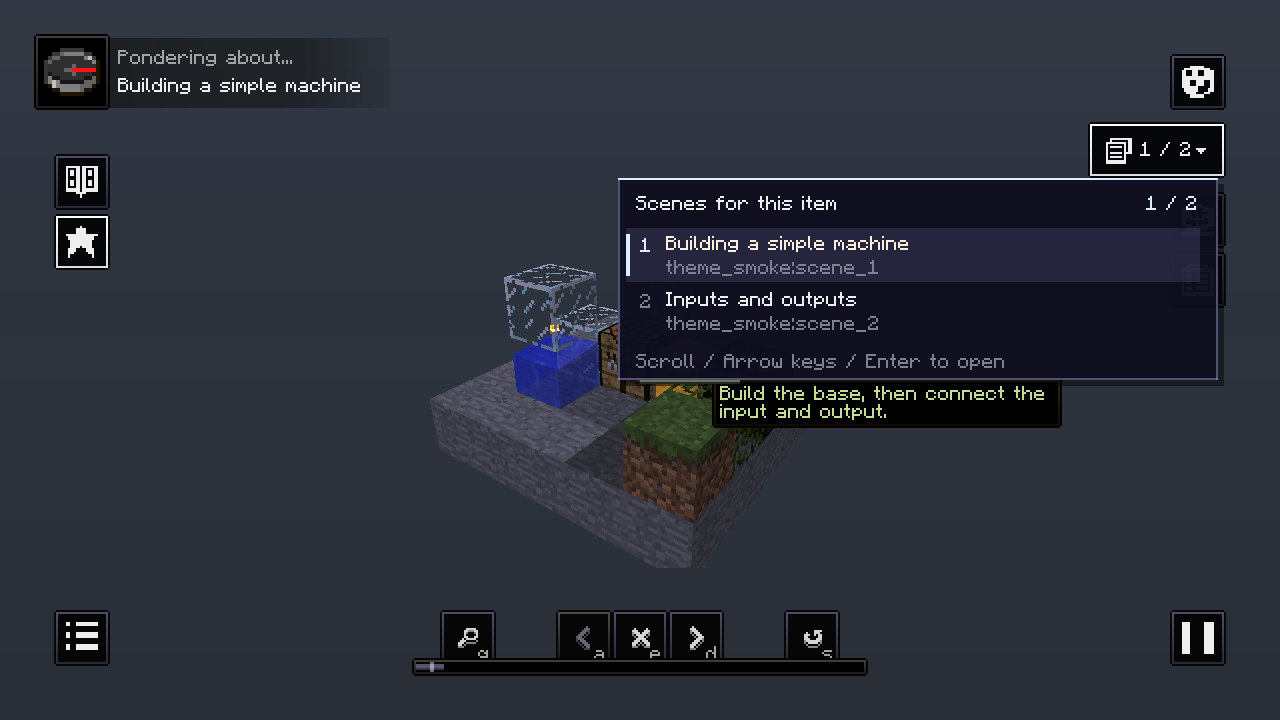 Pondering about...
Building a simple machine
1 / 2
Scenes for this item
1 / 2
1
Building a simple machine
theme_smoke:scene_1
2
Inputs and outputs
theme_smoke:scene_2
Scroll / Arrow keys / Enter to open
Build the base, then connect the
input and output.
q
a
e
d
s